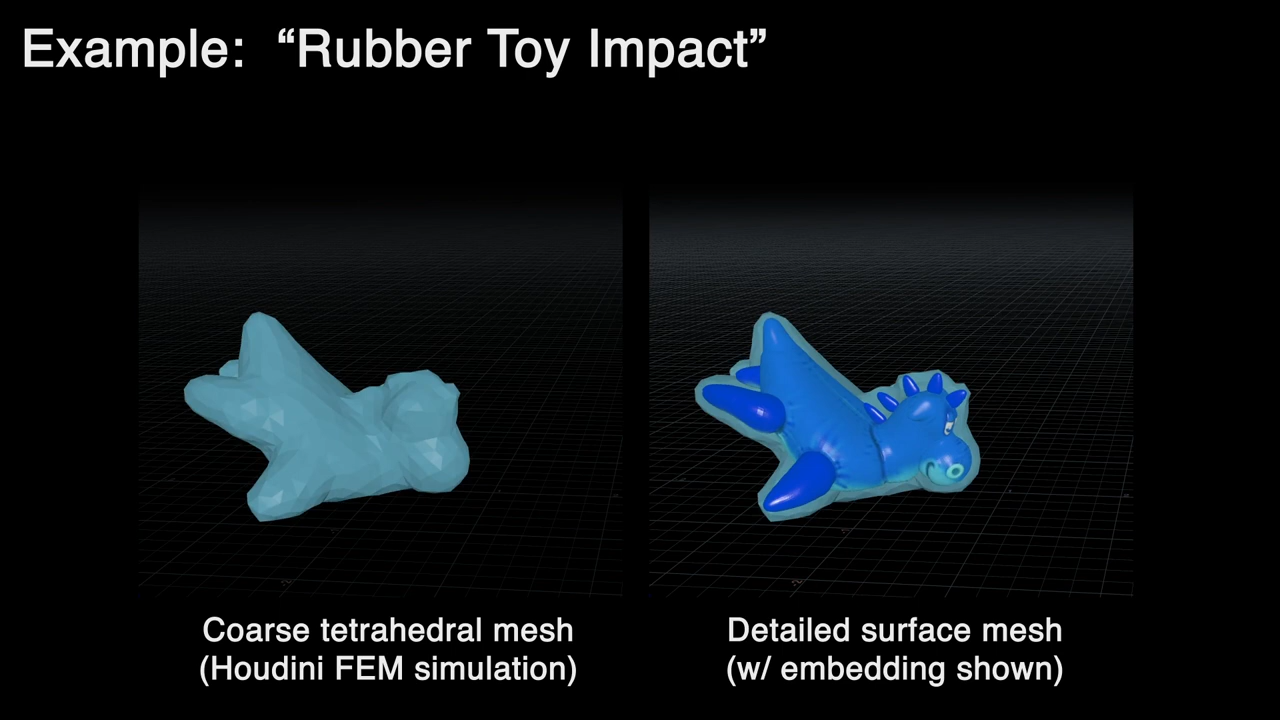 Example:  “Rubber Toy Impact”
Coarse tetrahedral mesh
(Houdini FEM simulation)
Detailed surface mesh
(w/ embedding shown)